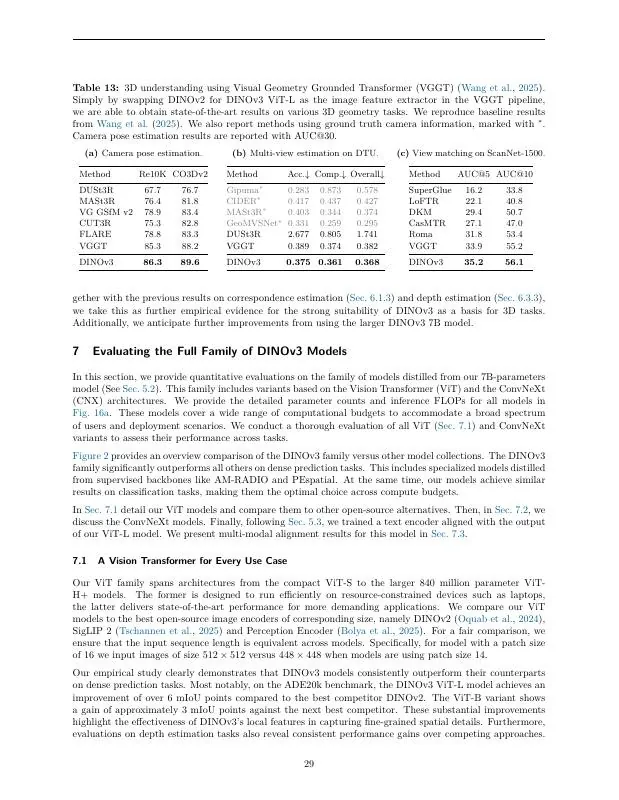 Table 13: 3D understanding using Visual Geometry Grounded Transformer (VGGT) (Wang et al., 2025).
Simply by swapping DINOv2 for DINOv3 ViT-L as the image feature extractor in the VGGT pipeline,
we are able to obtain state-of-the-art results on various 3D geometry tasks. We reproduce baseline results
from Wang et al. (2025). We also report methods using ground truth camera information, marked with *.
Camera pose estimation results are reported with AUC@30.
(a) Camera pose estimation.
Method Re10K CO3Dv2
DUSt3R 67.7 76.7
MASt3R 76.4 81.8
VG GSfM v2 78.9 83.4
CUT3R 75.3 82.8
FLARE 78.8 83.3
VGGT 85.3 88.2
DINOv3 86.3 89.6
(b) Multi-view estimation on DTU.
Method Acc.↓ Comp.↓ Overall↓
Gipuma* 0.283 0.873 0.578
CIDER* 0.417 0.437 0.427
MASt3R* 0.403 0.344 0.374
GeoMVSNet* 0.331 0.259 0.295
DUSt3R 2.677 0.805 1.741
VGGT 0.389 0.374 0.382
DINOv3 0.375 0.361 0.368
(c) View matching on ScanNet-1500.
Method AUC@5 AUC@10
SuperGlue 16.2 33.8
LoFTR 22.1 40.8
DKM 29.4 50.7
CasMTR 27.1 47.0
Roma 31.8 53.4
VGGT 33.9 55.2
DINOv3 35.2 56.1
gether with the previous results on correspondence estimation (Sec. 6.1.3) and depth estimation (Sec. 6.3.3),
we take this as further empirical evidence for the strong suitability of DINOv3 as a basis for 3D tasks.
Additionally, we anticipate further improvements from using the larger DINOv3 7B model.
7 Evaluating the Full Family of DINOv3 Models
In this section, we provide quantitative evaluations on the family of models distilled from our 7B-parameters
model (See Sec. 5.2). This family includes variants based on the Vision Transformer (ViT) and the ConvNeXt
(CNX) architectures. We provide the detailed parameter counts and inference FLOPs for all models in
Fig. 16a. These models cover a wide range of computational budgets to accommodate a broad spectrum
of users and deployment scenarios. We conduct a thorough evaluation of all ViT (Sec. 7.1) and ConvNeXt
variants to assess their performance across tasks.
Figure 2 provides an overview comparison of the DINOv3 family versus other model collections. The DINOv3
family significantly outperforms all others on dense prediction tasks. This includes specialized models distilled
from supervised backbones like AM-RADIO and PEspatial. At the same time, our models achieve similar
results on classification tasks, making them the optimal choice across compute budgets.
In Sec. 7.1 detail our ViT models and compare them to other open-source alternatives. Then, in Sec. 7.2, we
discuss the ConvNeXt models. Finally, following Sec. 5.3, we trained a text encoder aligned with the output
of our ViT-L model. We present multi-modal alignment results for this model in Sec. 7.3.
7.1 A Vision Transformer for Every Use Case
Our ViT family spans architectures from the compact ViT-S to the larger 840 million parameter ViT-
H+ models. The former is designed to run efficiently on resource-constrained devices such as laptops,
the latter delivers state-of-the-art performance for more demanding applications. We compare our ViT
models to the best open-source image encoders of corresponding size, namely DINOv2 (Oquab et al., 2024),
SigLIP 2 (Tschannen et al., 2025) and Perception Encoder (Bolya et al., 2025). For a fair comparison, we
ensure that the input sequence length is equivalent across models. Specifically, for model with a patch size
of 16 we input images of size 512 × 512 versus 448 × 448 when models are using patch size 14.
Our empirical study clearly demonstrates that DINOv3 models consistently outperform their counterparts
on dense prediction tasks. Most notably, on the ADE20k benchmark, the DINOv3 ViT-L model achieves an
improvement of over 6 mIoU points compared to the best competitor DINOv2. The ViT-B variant shows
a gain of approximately 3 mIoU points against the next best competitor. These substantial improvements
highlight the effectiveness of DINOv3's local features in capturing fine-grained spatial details. Furthermore,
evaluations on depth estimation tasks also reveal consistent performance gains over competing approaches.
29